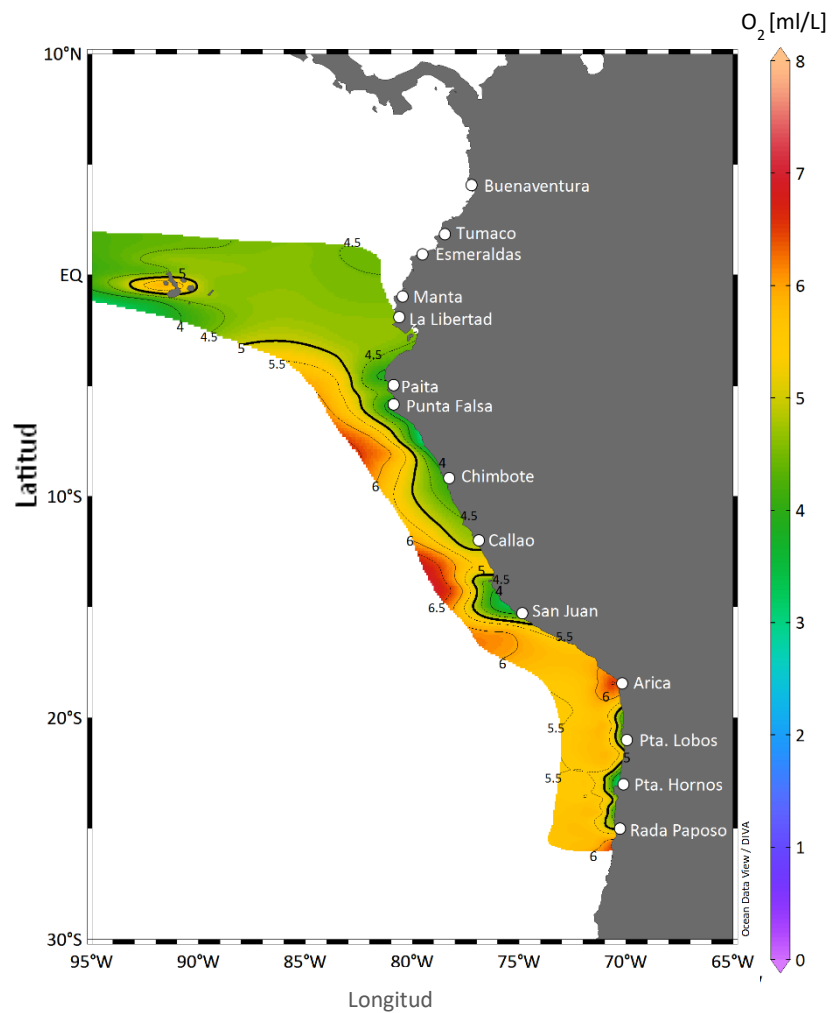 O2 [ml/L]
10°N
8
7
Buenaventura
6
4.5
Tumaco
Esmeraldas
EQ
5
Manta
La Libertad
4
4.5
5
5.5
4,5
5
Paita
Punta Falsa
Latitud
4
Chimbote
4
10°S
6
4.5
6
Callao
5
4.5
4
3
6.5
San Juan
5.5
6
Arica
6
20°S
5.5
Pta. Lobos
2
5
5.5
Pta. Hornos
Rada Paposo
6
1
Ocean Data View / DIVA
30°S
0
95°W
90°W
85°W
80°W
75°W
70°W
65°W
Longitud